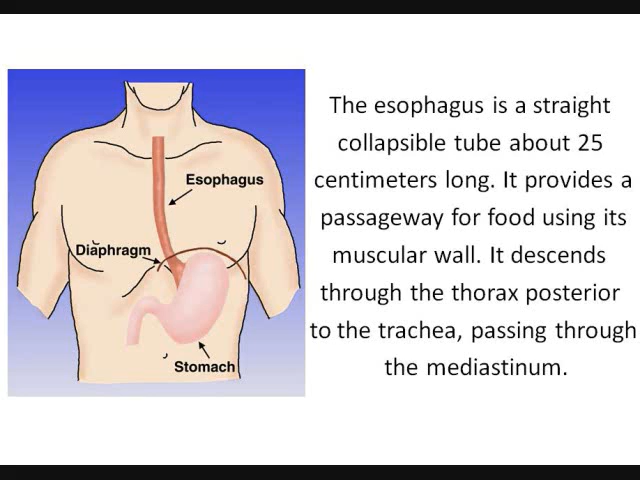 Esophagus
Diaphragm
Stomach
The esophagus is a straight
collapsible tube about 25
centimeters long. It provides a
passageway for food using its
muscular wall. It descends
through the thorax posterior
to the trachea, passing through
the mediastinum.